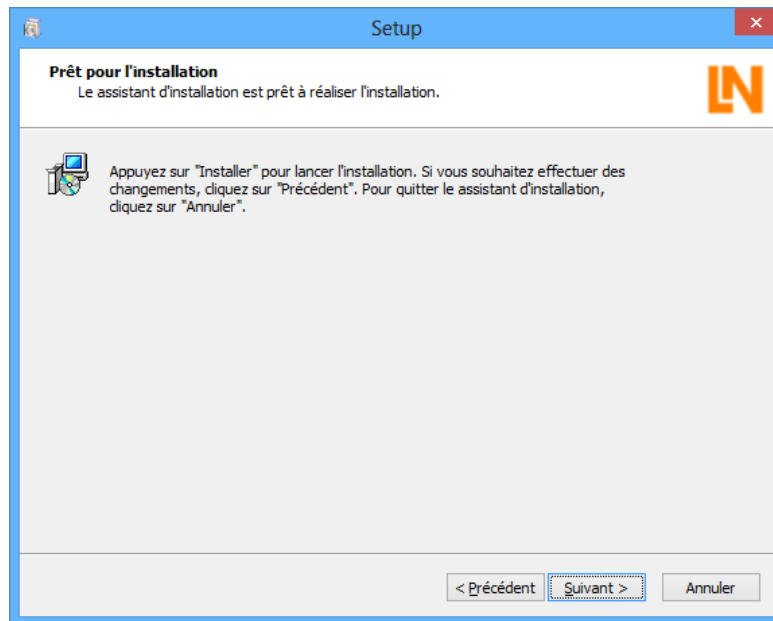 Setup
Prêt pour l'installation
Le assistant d'installation est prêt à réaliser l'installation.
LN
Appuyez sur "Installer" pour lancer l'installation. Si vous souhaitez effectuer des
changements, cliquez sur "Précédent". Pour quitter le assistant d'installation,
cliquez sur "Annuler".
< Précédent
Suivant >
Annuler